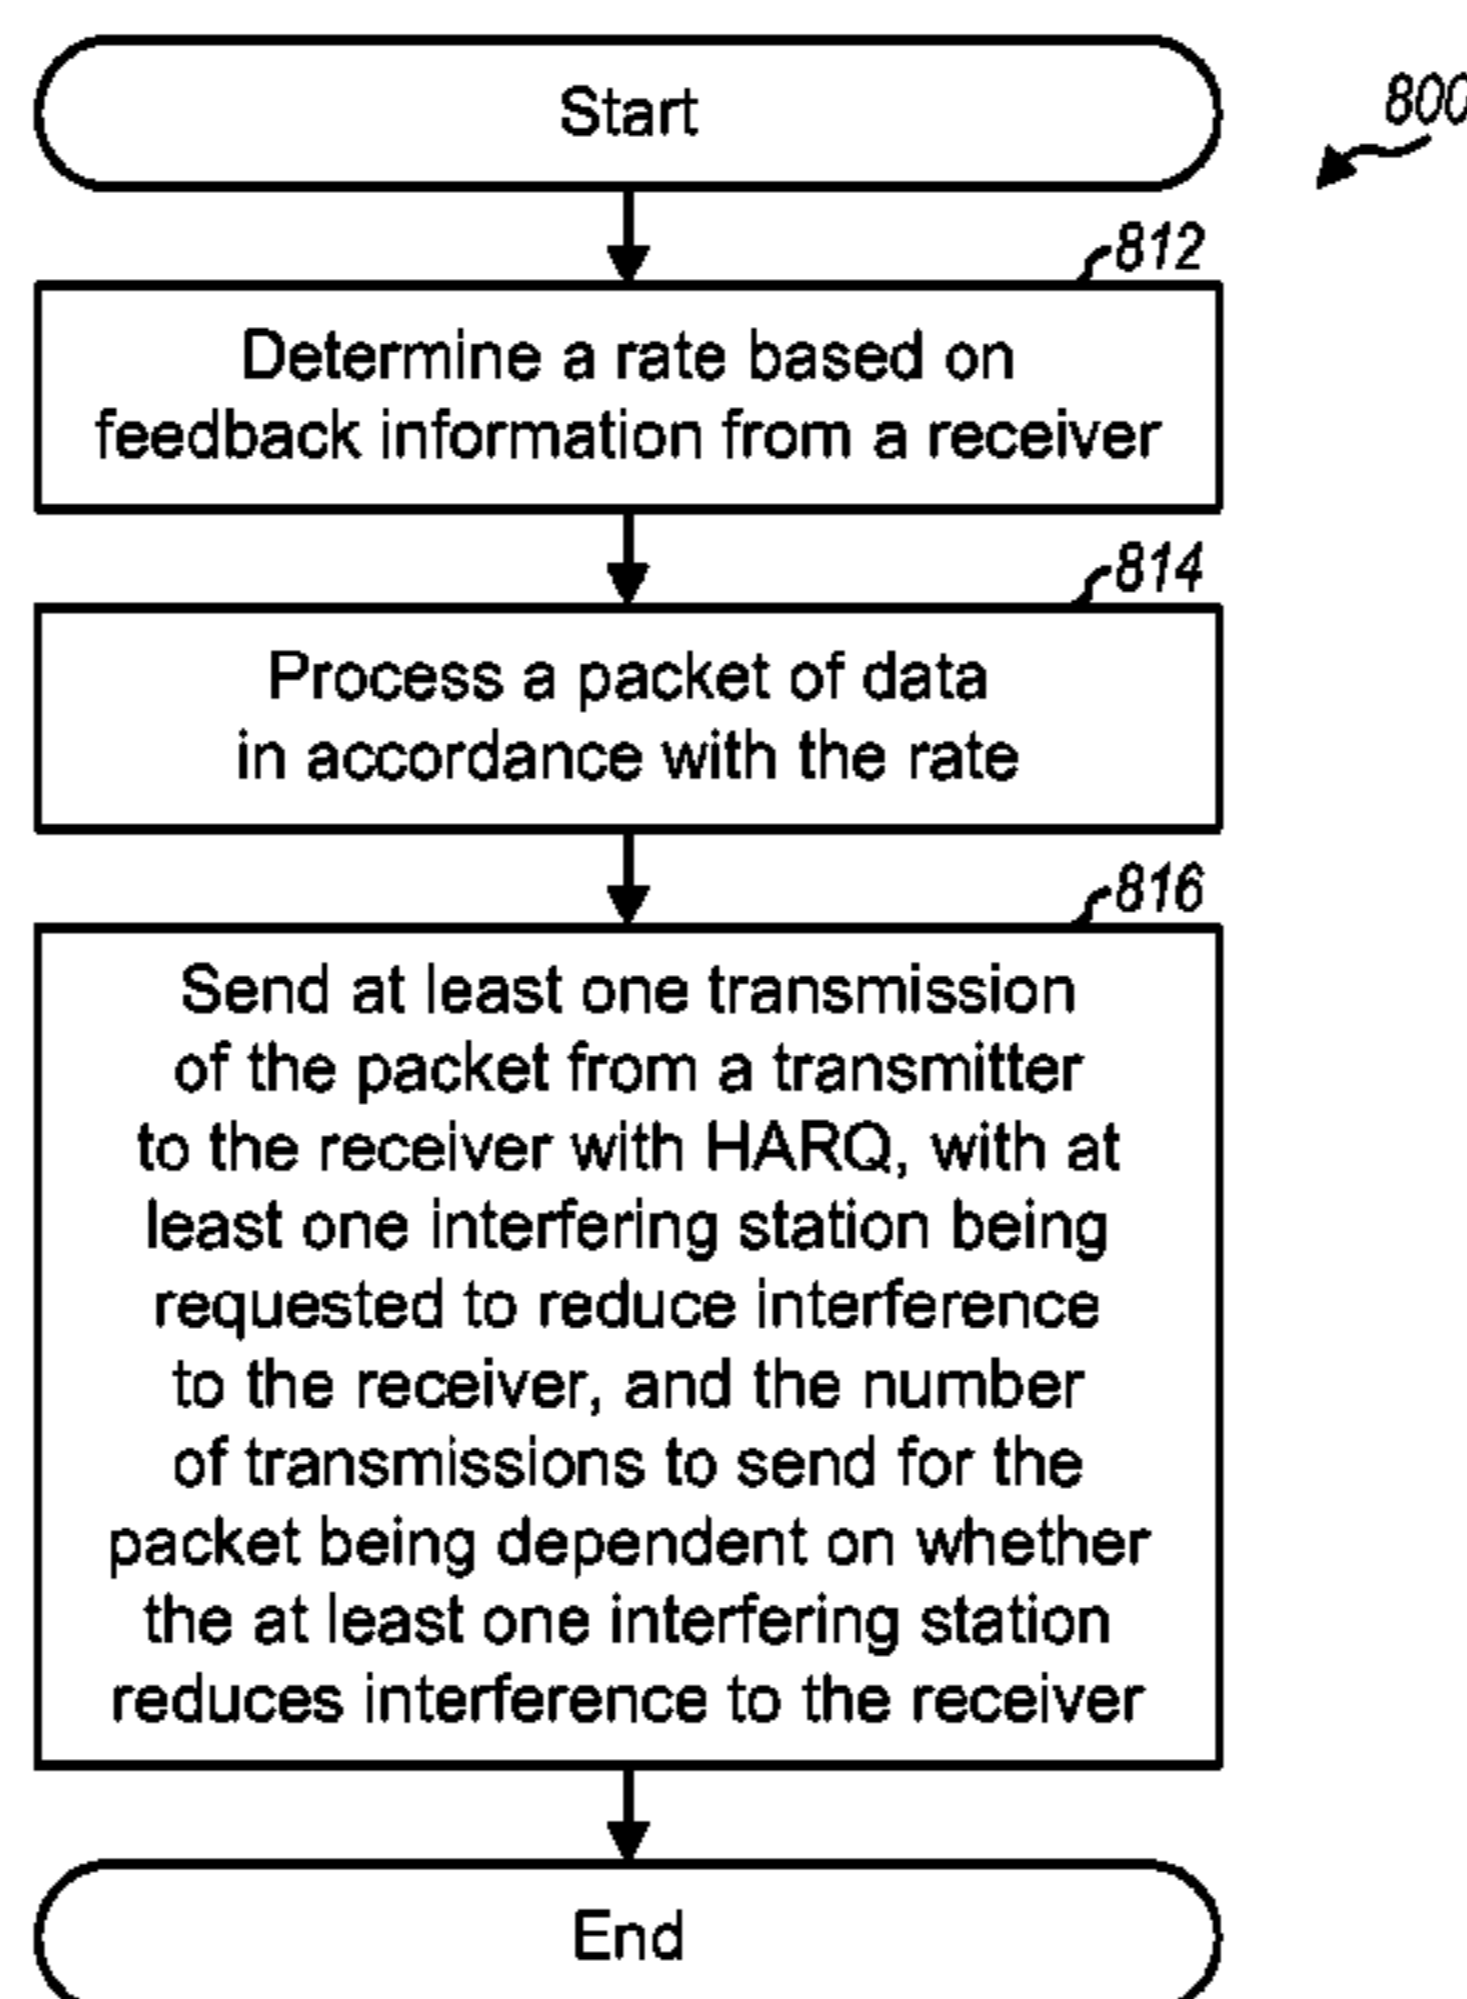 Start
800
812
Determine a rate based on
feedback information from a receiver
814
Process a packet of data
in accordance with the rate
816
Send at least one transmission
of the packet from a transmitter
to the receiver with HARQ, with at
least one interfering station being
requested to reduce interference
to the receiver, and the number
of transmissions to send for the
packet being dependent on whether
the at least one interfering station
reduces interference to the receiver
End